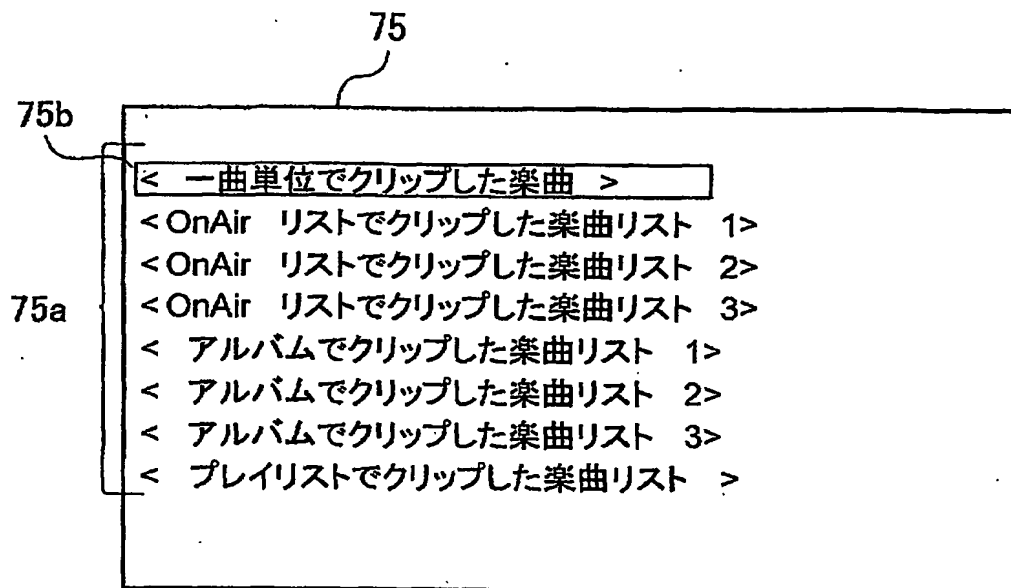 75
75b
< 一曲単位でクリップした楽曲 >
< OnAir リストでクリップした楽曲リスト 1>
< OnAir リストでクリップした楽曲リスト 2>
< OnAir リストでクリップした楽曲リスト 3>
75a
< アルバムでクリップした楽曲リスト 1>
< アルバムでクリップした楽曲リスト 2>
< アルバムでクリップした楽曲リスト 3>
< プレイリストでクリップした楽曲リスト >